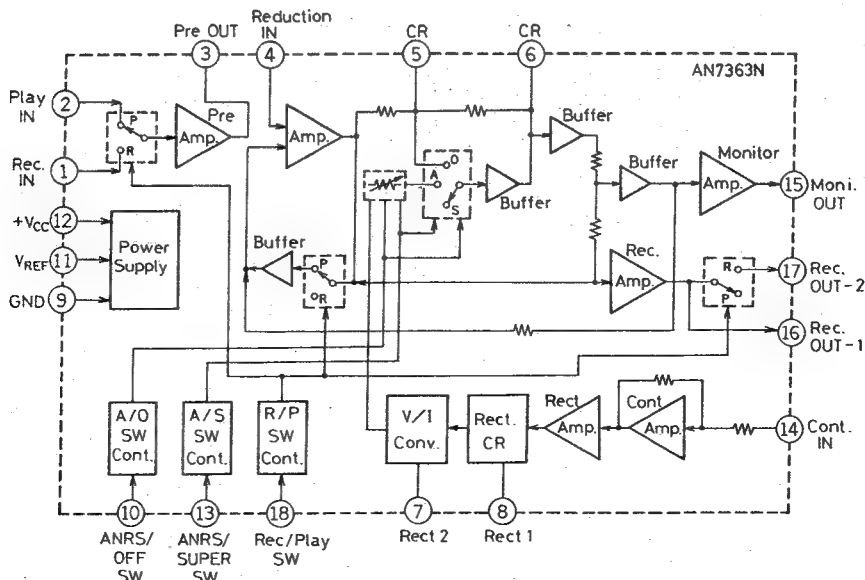 Reduction
Pre OUT
IN
CR
CR
3
4
5
6
AN7363N
Play
IN
2
P
R
Pre
Amp.
Amp.
Buffer
Rec.
IN
1
O
A
S
Buffer
Buffer
Monitor
Amp.
15
Moni.
OUT
+VCC
12
VREF
11
GND
9
Power
Supply
Buffer
P
R
Rec.
Amp.
R
P
17
Rec.
OUT-2
16
Rec.
OUT-1
A/O
SW
Cont.
A/S
SW
Cont.
R/P
SW
Cont.
V/I
Conv.
Rect.
CR
Rect
Amp.
Cont
Amp.
14
Cont.
IN
10
13
18
7
8
ANRS/
OFF
SW
ANRS/
SUPER
SW
Rec/Play
SW
Rect 2
Rect 1